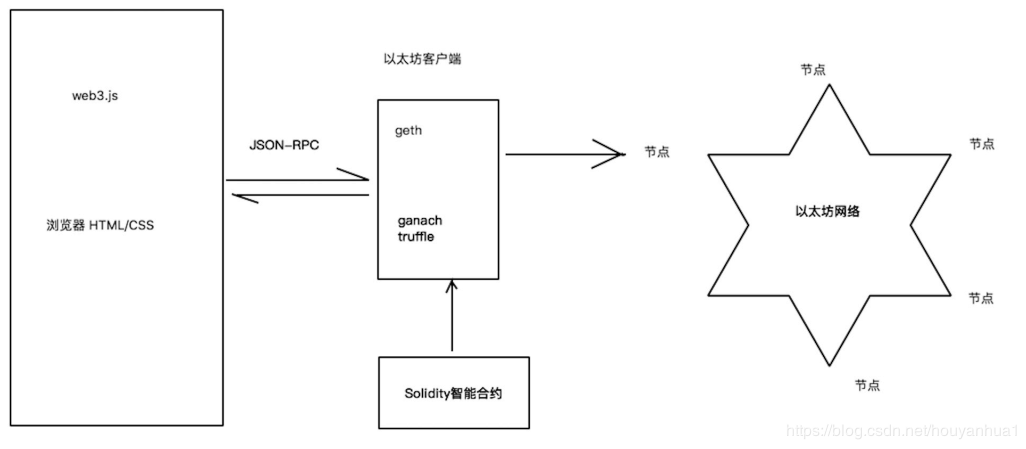 web3.js
浏览器 HTML/CSS
JSON-RPC
以太坊客户端
geth
ganach
truffle
Solidity智能合约
节点
节点
节点
以太坊网络
节点
节点
https://blog.csdn.net/houyanhua1